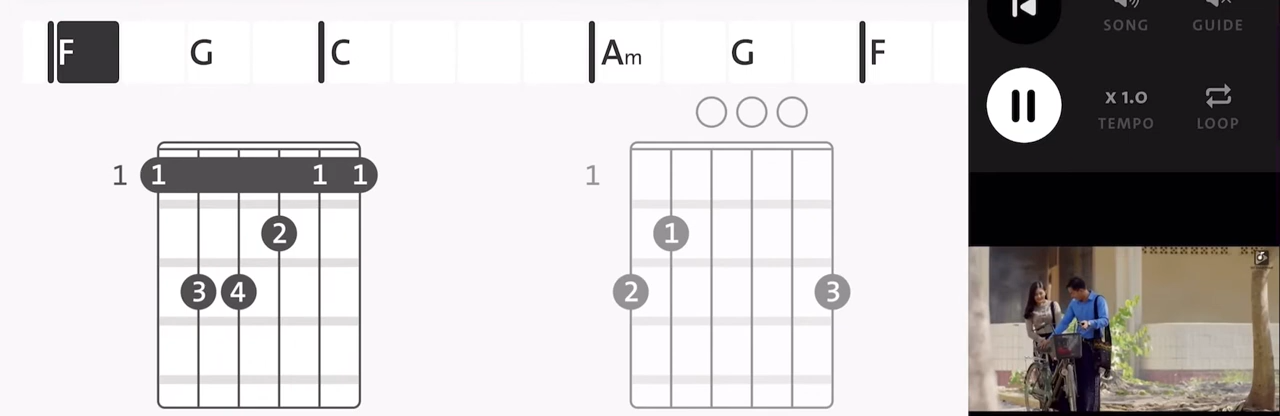 F G C Am G F
SONG GUIDE
X 1.0
TEMPO LOOP
1 1 1 1
1
2
1
3 4
2 3